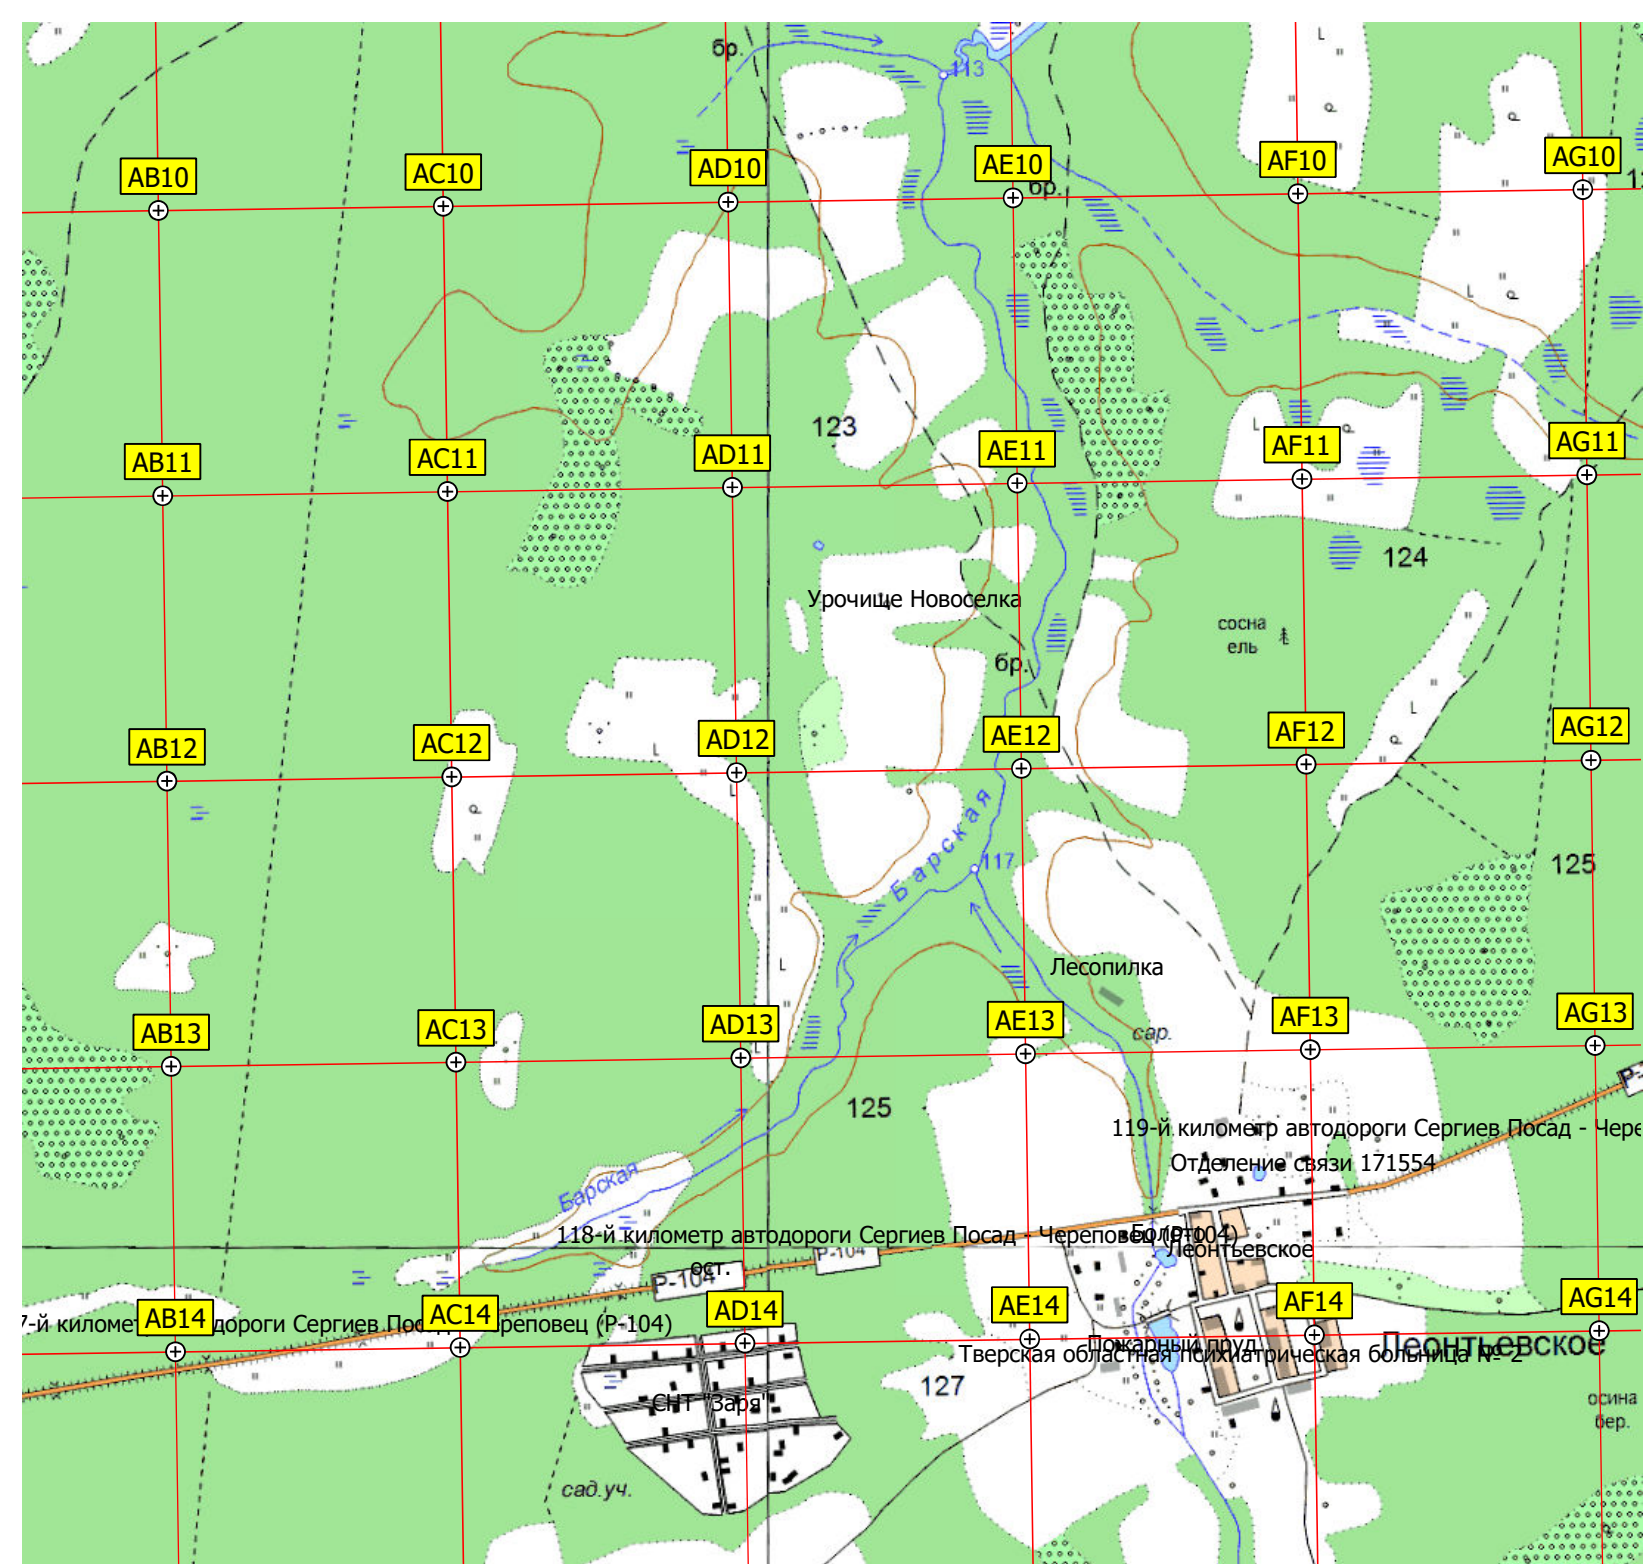 бр.
113
AB10
AC10
AD10
AE10
AF10
AG10
бр.
123
AB11
AC11
AD11
AE11
AF11
AG11
124
Урочище Новоселка
сосна
ель
бр.
AB12
AC12
AD12
AE12
AF12
AG12
Барская
117
125
Лесопилка
AB13
AC13
AD13
AE13
AF13
AG13
сар.
125
119-й километр автодороги Сергиев Посад - Чере
Отделение связи 171554
Барская
118-й километр автодороги Сергиев Посад - Череповец (Р-104)
Леонтьевское
ост.
Р-104
Р-104
AB14
AC14
AD14
AE14
AF14
AG14
Пожарный пруд
Леонтьевское
Тверская областная психиатрическая больница № 2
127
СНТ "Заря"
осина
бер.
сад.уч.